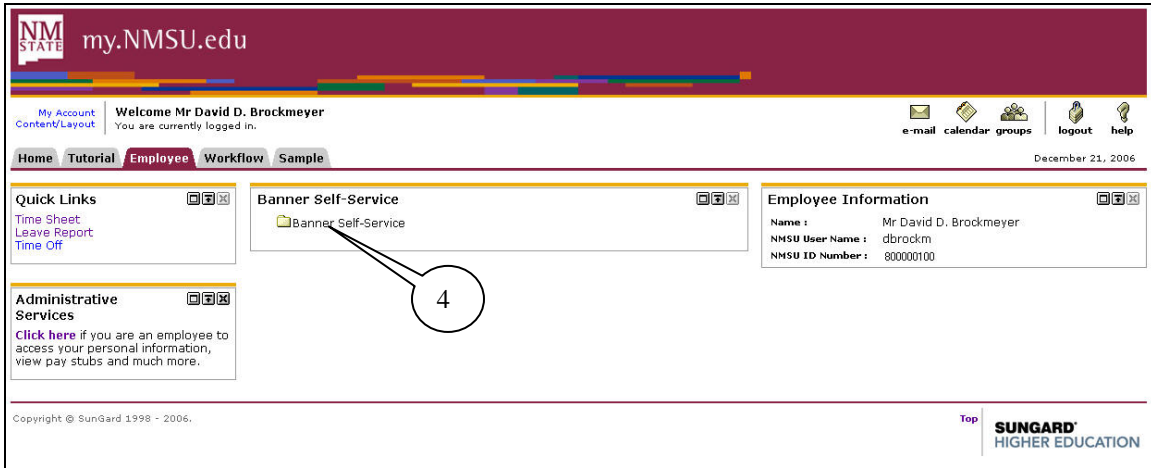 NM
STATE
my.NMSU.edu
My Account
Content/Layout
Welcome Mr David D. Brockmeyer
You are currently logged in.
e-mail calendar groups logout help
Home Tutorial Employee Workflow Sample
December 21, 2006
Quick Links
Time Sheet
Leave Report
Time Off
Banner Self-Service
Banner Self-Service
Employee Information
Name : Mr David D. Brockmeyer
NMSU User Name : dbrockm
NMSU ID Number : 800000100
4
Administrative
Services
Click here if you are an employee to
access your personal information,
view pay stubs and much more.
Copyright © SunGard 1998 - 2006.
Top
SUNGARD'
HIGHER EDUCATION